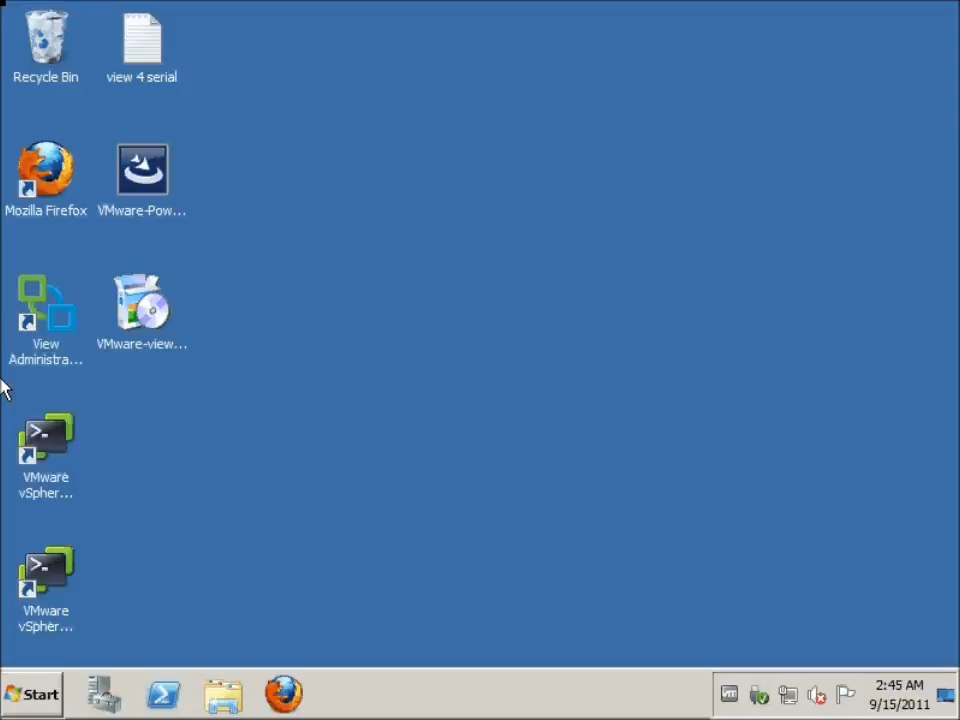 Recycle Bin
view 4 serial
Mozilla Firefox
VMware-Pow...
View
Administra...
VMware-view...
VMware
vSpher...
VMware
vSpher...
Start
2:45 AM
9/15/2011